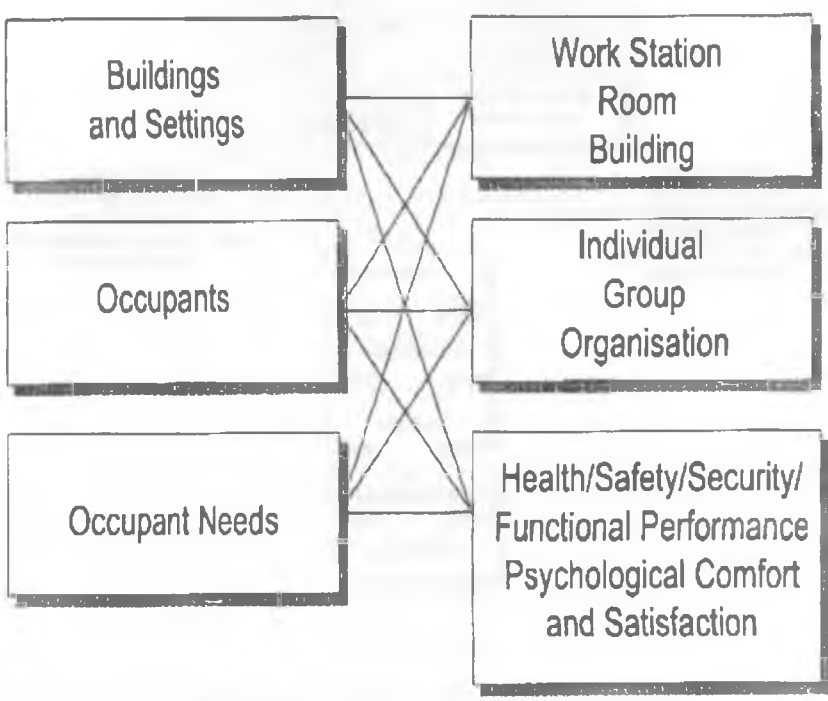 Buildings
and Settings
Work Station
Room
Building
Occupants
Individual
Group
Organisation
Occupant Needs
Health/Safety/Security/
Functional Performance
Psychological Comfort
and Satisfaction